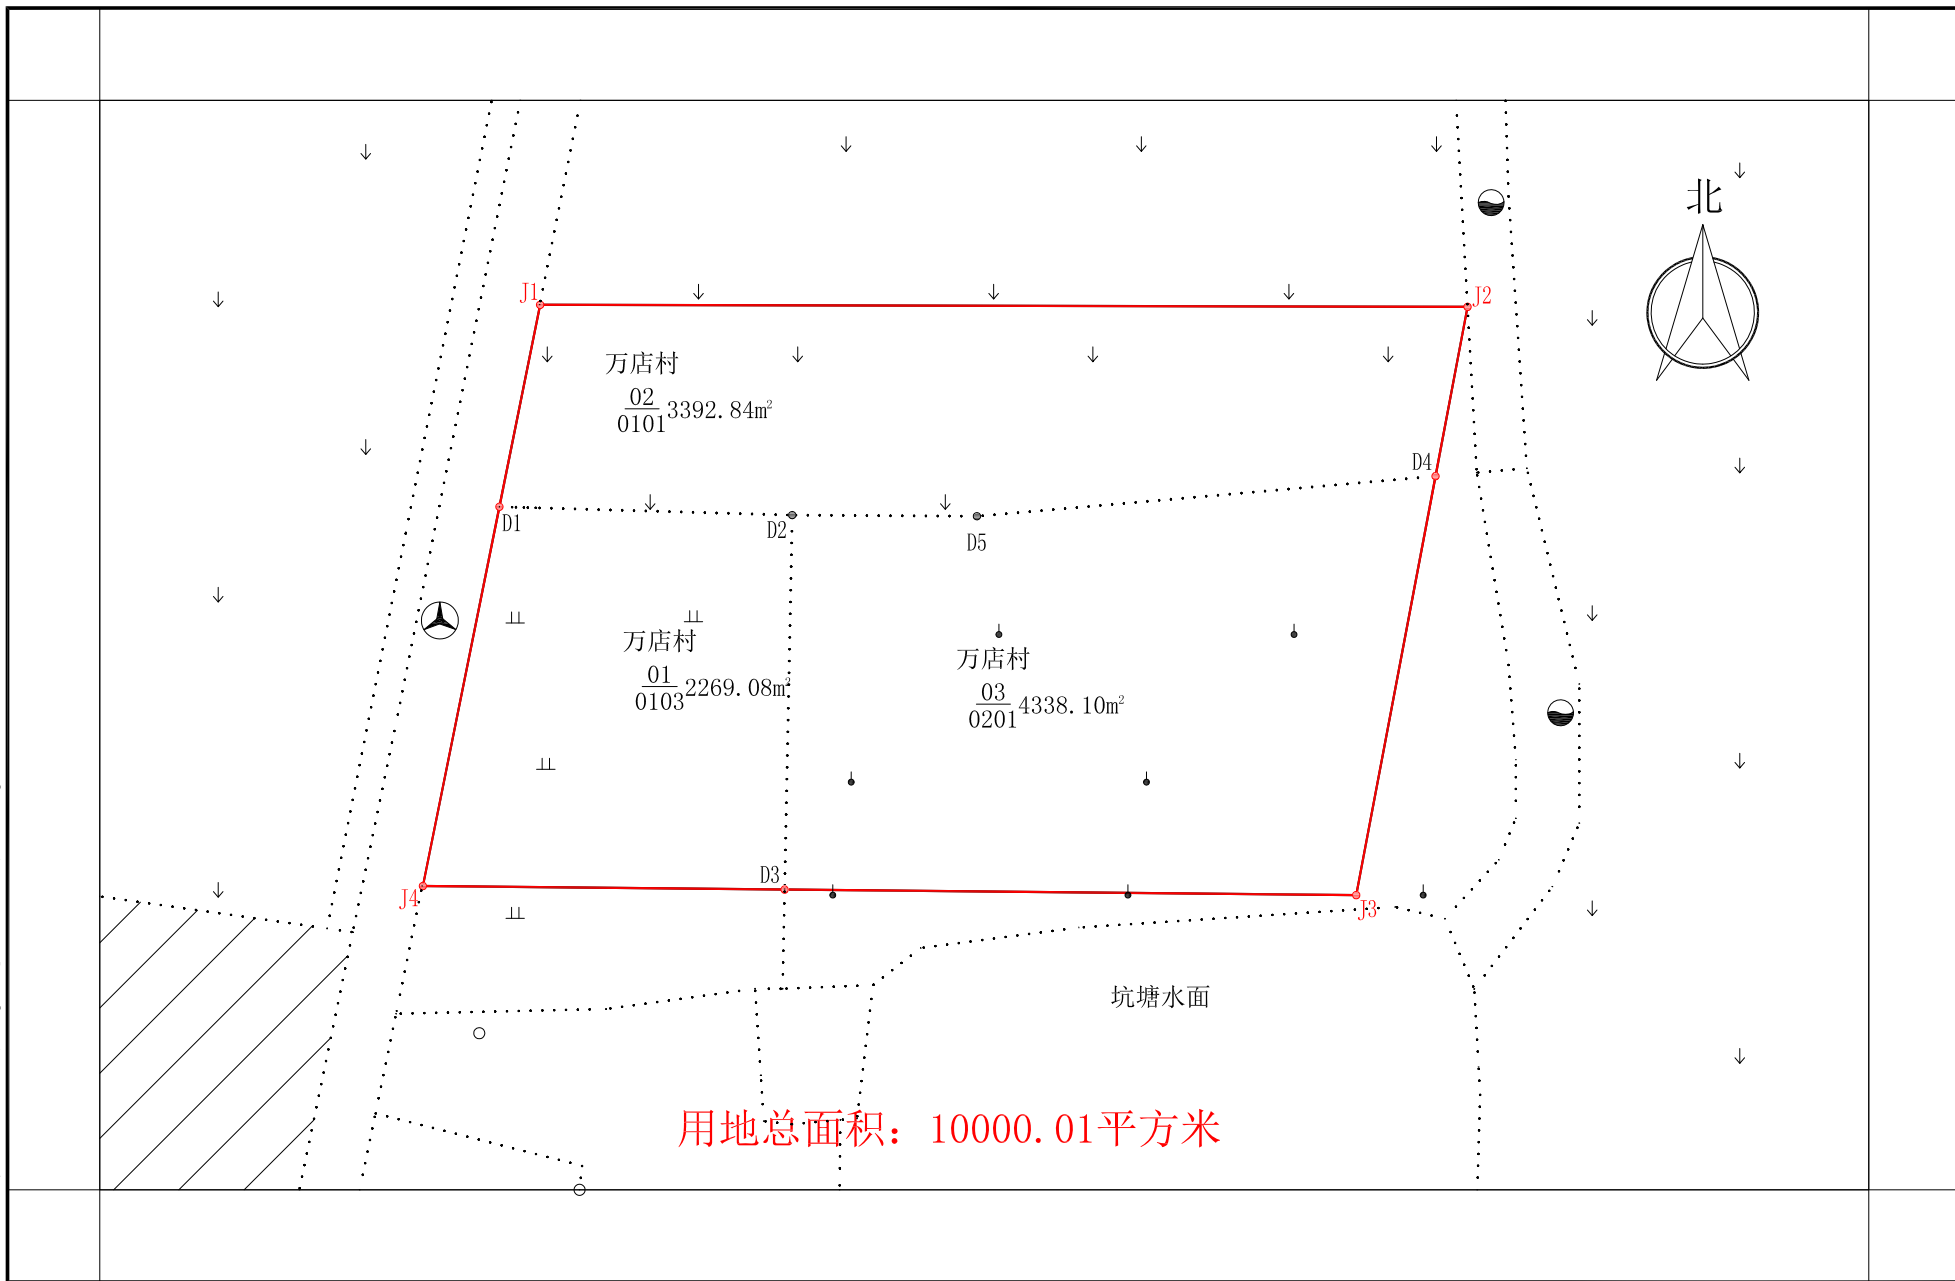 北
J1
J2
万店村
02
0101 3392.84m²
D4
D1
D2
D5
万店村
01
0103 2269.08m²
万店村
03
0201 4338.10m²
D3
J4
J3
坑塘水面
用地总面积：10000.01平方米